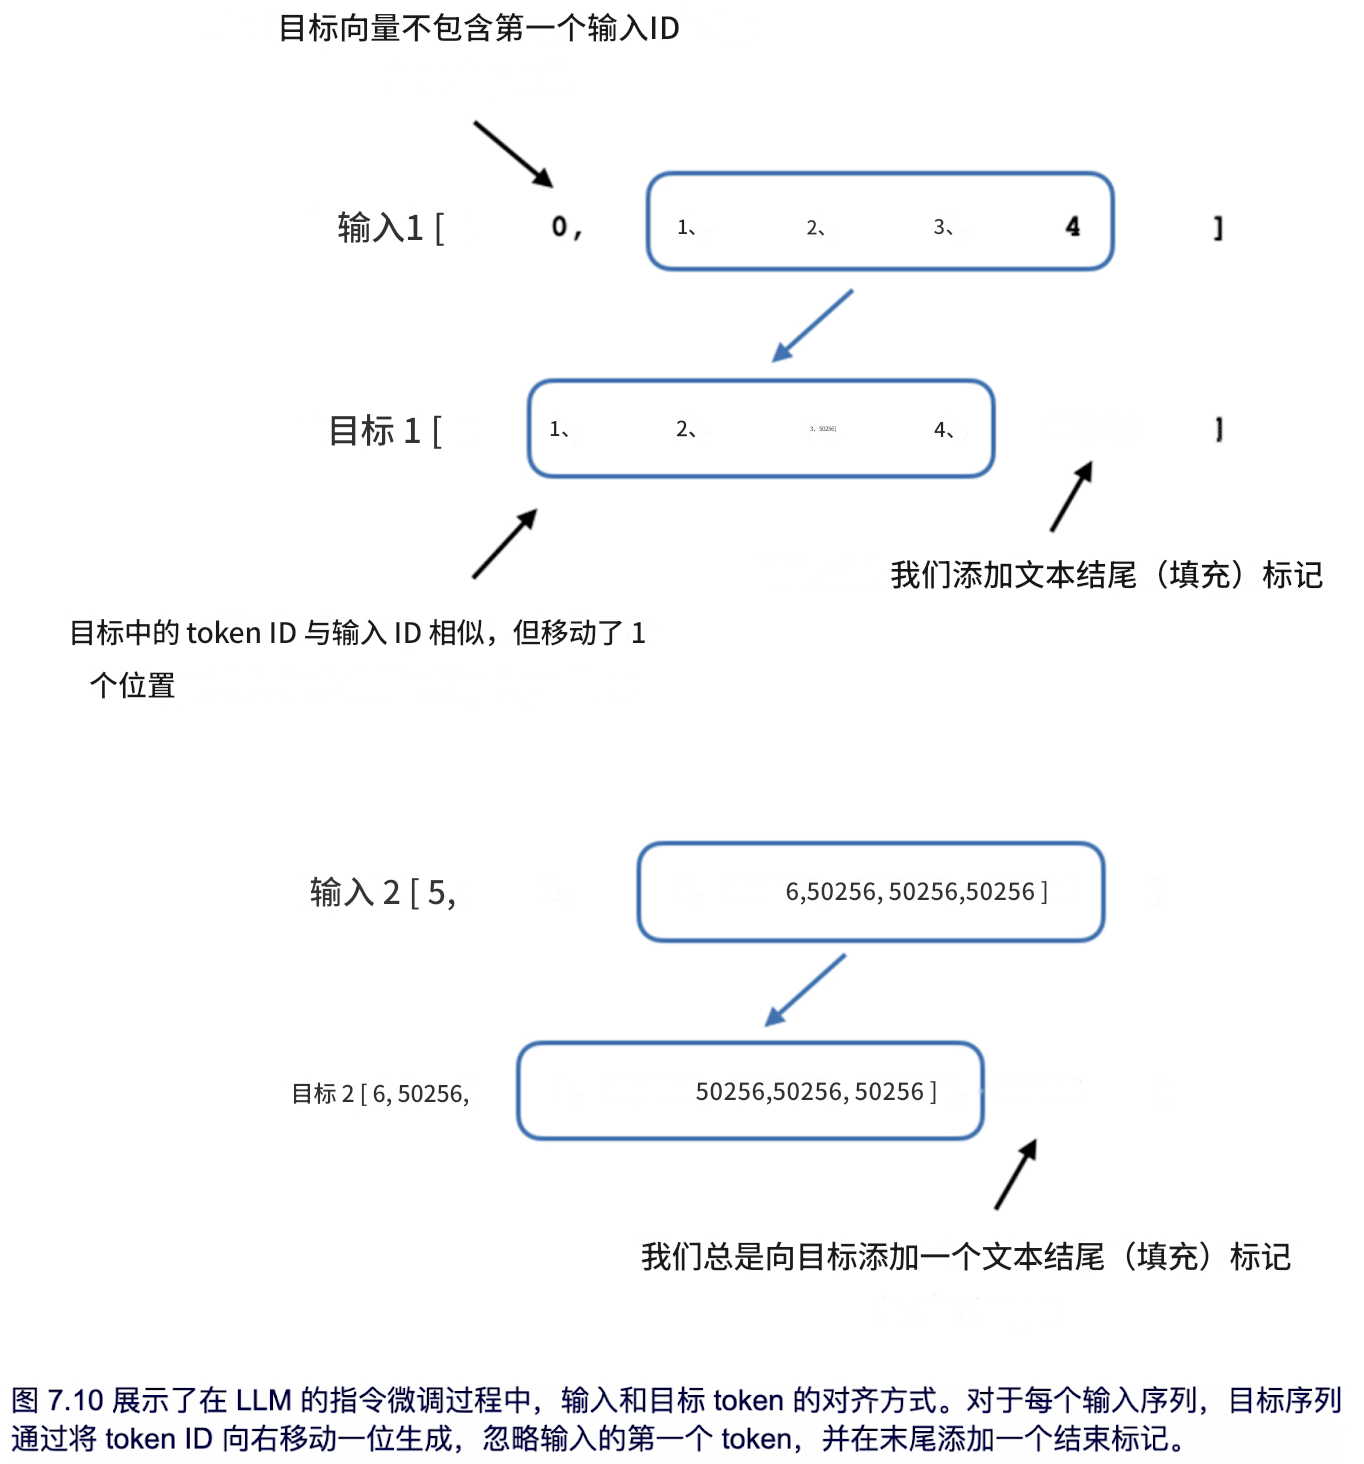 目标向量不包含第一个输入ID
输入1 [ 0, 1、 2、 3、 4 ]
目标 1 [ 1、 2、 3, 50256] 4、 ]
我们添加文本结尾（填充）标记
目标中的 token ID 与输入 ID 相似，但移动了 1
个位置
输入 2 [ 5, 6,50256, 50256,50256 ]
目标 2 [ 6, 50256, 50256,50256, 50256 ]
我们总是向目标添加一个文本结尾（填充）标记
图 7.10 展示了在 LLM 的指令微调过程中，输入和目标 token 的对齐方式。对于每个输入序列，目标序列
通过将 token ID 向右移动一位生成，忽略输入的第一个 token，并在末尾添加一个结束标记。